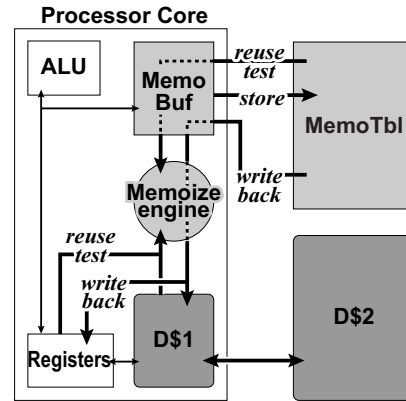 Processor Core
ALU
Memo
Buf
reuse
test
store
MemoTbl
write
back
Memoize
engine
reuse
test
write
back
D$1
D$2
Registers